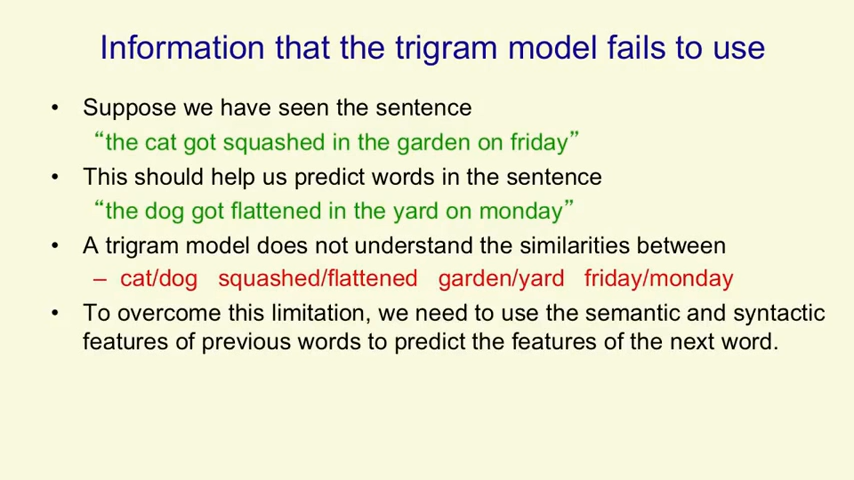 Information that the trigram model fails to use
• Suppose we have seen the sentence
“the cat got squashed in the garden on friday”
• This should help us predict words in the sentence
“the dog got flattened in the yard on monday”
• A trigram model does not understand the similarities between
– cat/dog squashed/flattened garden/yard friday/monday
• To overcome this limitation, we need to use the semantic and syntactic
features of previous words to predict the features of the next word.